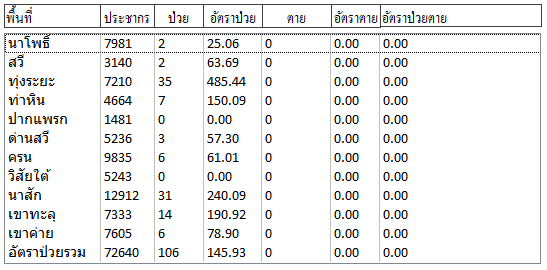 พื้นที่ ประชากร ป่วย อัตราป่วย ตาย อัตราตาย อัตราป่วยตาย
นาโพธิ์ 7981 2 25.06 0 0.00 0.00
สวี 3140 2 63.69 0 0.00 0.00
ทุ่งระยะ 7210 35 485.44 0 0.00 0.00
ท่าหิน 4664 7 150.09 0 0.00 0.00
ปากแพรก 1481 0 0.00 0 0.00 0.00
ด่านสวี 5236 3 57.30 0 0.00 0.00
ครน 9835 6 61.01 0 0.00 0.00
วิสัยใต้ 5243 0 0.00 0 0.00 0.00
นาสัก 12912 31 240.09 0 0.00 0.00
เขาทะลุ 7333 14 190.92 0 0.00 0.00
เขาค่าย 7605 6 78.90 0 0.00 0.00
อัตราป่วยรวม 72640 106 145.93 0 0.00 0.00